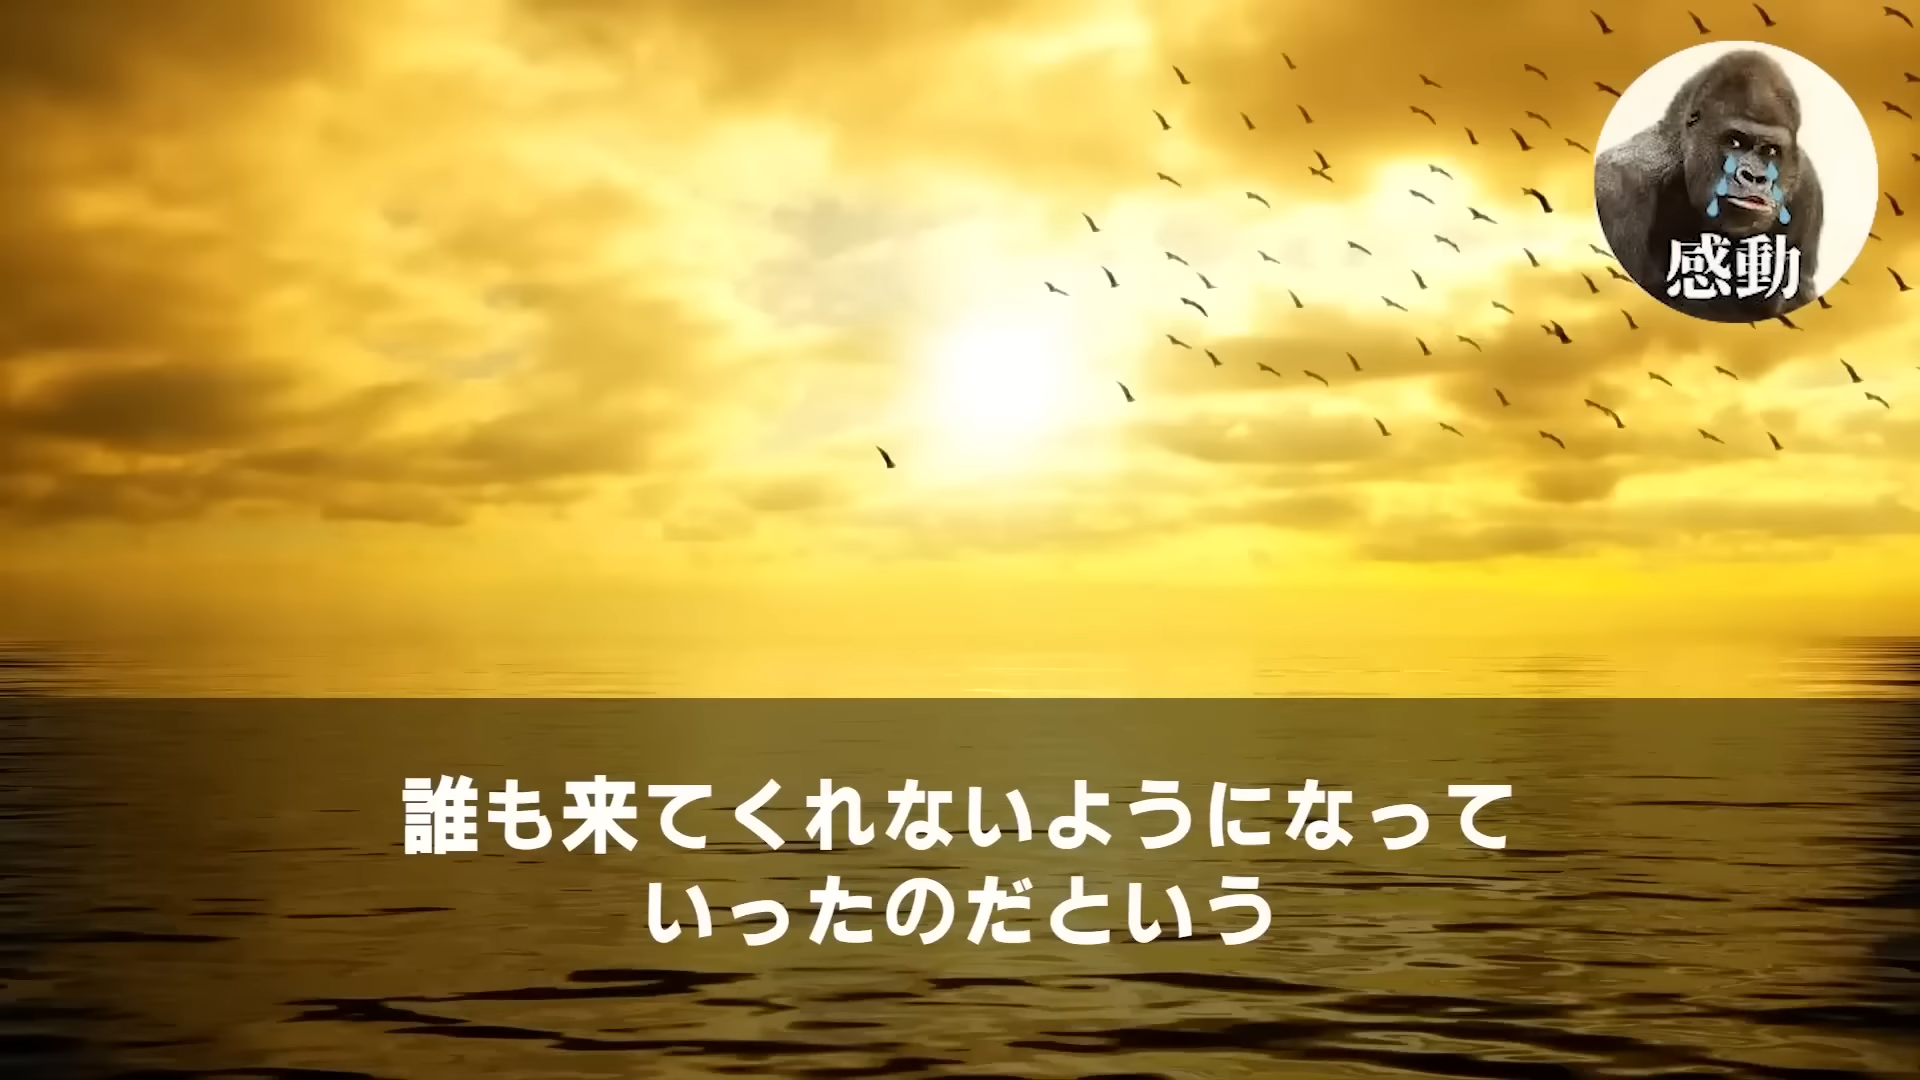 感動
誰も来てくれないようになって
いったのだという